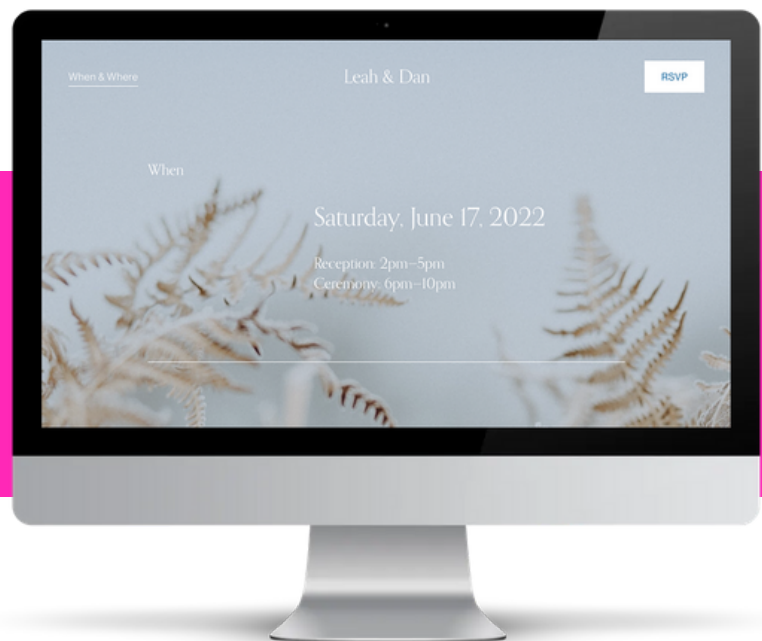 When & Where
Leah & Dan
RSVP
When
Saturday, June 17, 2022
Reception: 2pm–5pm
Ceremony: 6pm–10pm